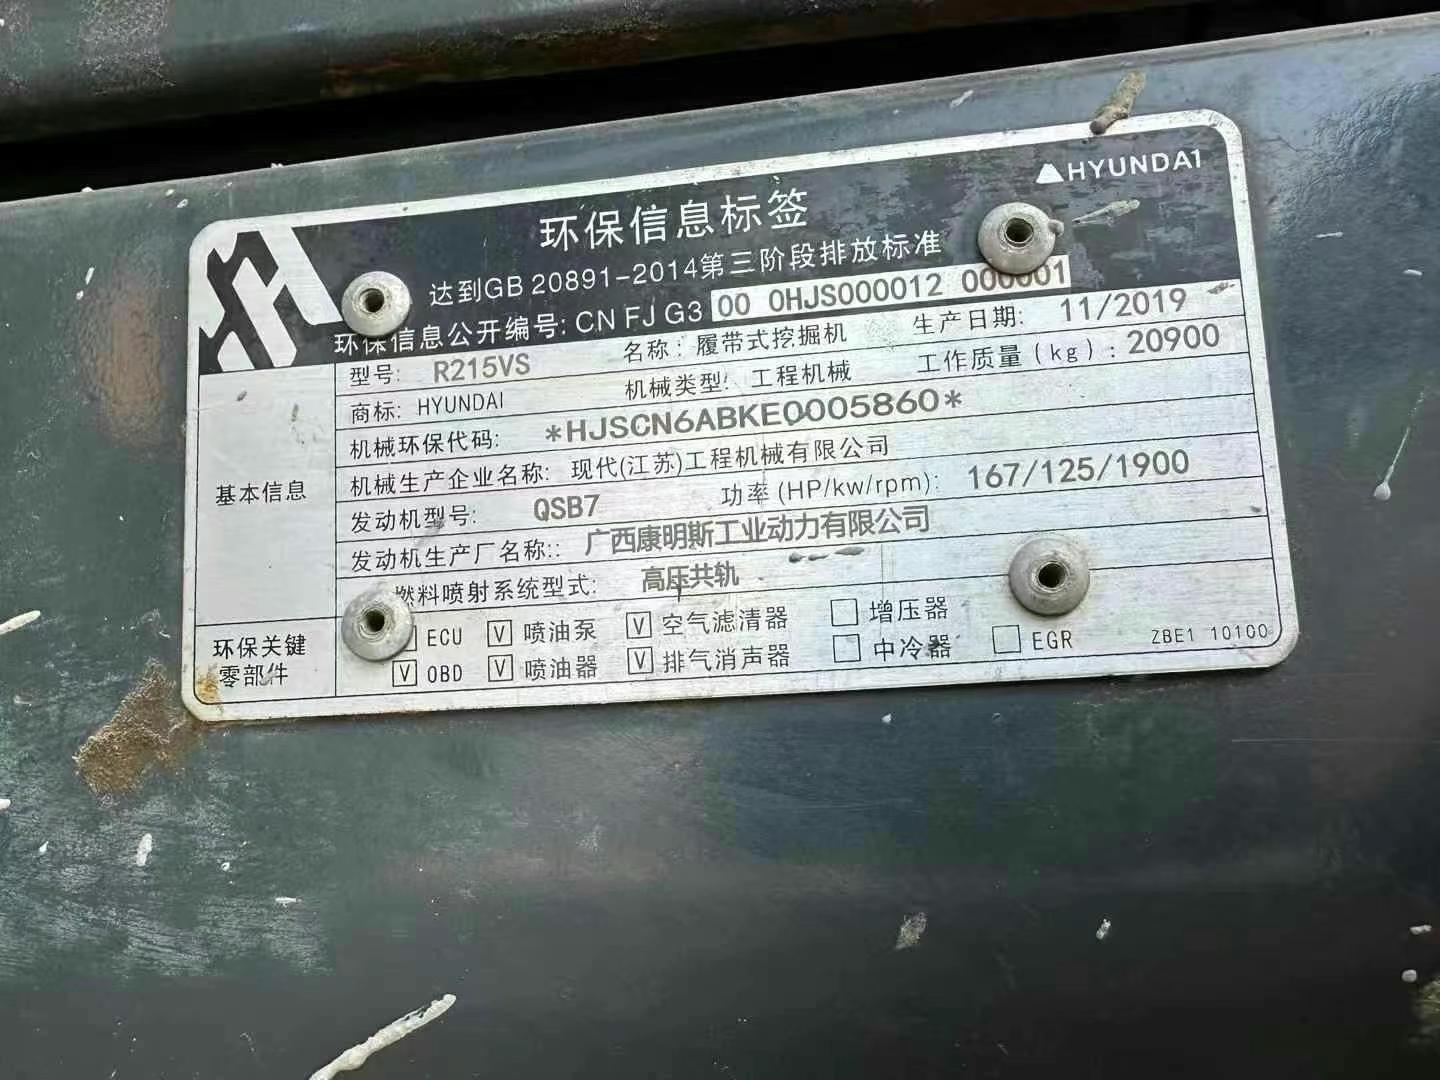 HYUNDAI
环保信息标签
达到GB 20891-2014第三阶段排放标准
环保信息公开编号: CN FJ G3 00 0HJS000012 000001
型号: R215VS 名称: 履带式挖掘机 生产日期: 11/2019
商标: HYUNDAI 机械类型: 工程机械 工作质量 (kg): 20900
机械环保代码: *HJSCN6ABKE0005860*
机械生产企业名称: 现代(江苏)工程机械有限公司
基本信息
发动机型号: QSB7 功率 (HP/kw/rpm): 167/125/1900
发动机生产厂名称:: 广西康明斯工业动力有限公司
燃料喷射系统型式: 高压共轨
环保关键
零部件
ECU V 喷油泵 V 空气滤清器 增压器
V OBD V 喷油器 V 排气消声器 中冷器 EGR ZBE1 10100